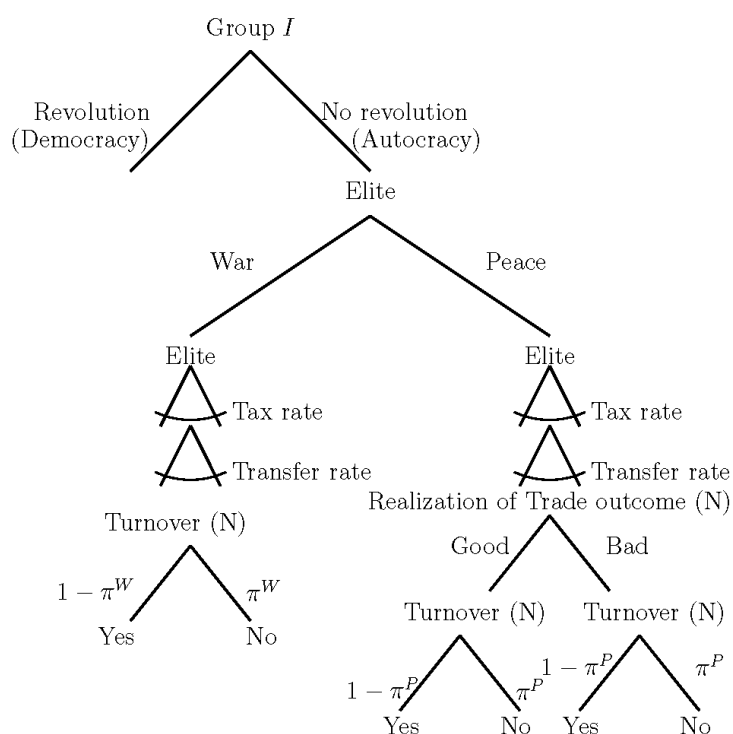 Group I
Revolution
(Democracy)
No revolution
(Autocracy)
Elite
War
Peace
Elite
Elite
Tax rate
Tax rate
Transfer rate
Transfer rate
Realization of Trade outcome (N)
Turnover (N)
Good
Bad
1 − π^W
π^W
Yes
No
Turnover (N)
Turnover (N)
1 − π^P
π^P
1 − π^P
π^P
Yes
No
Yes
No